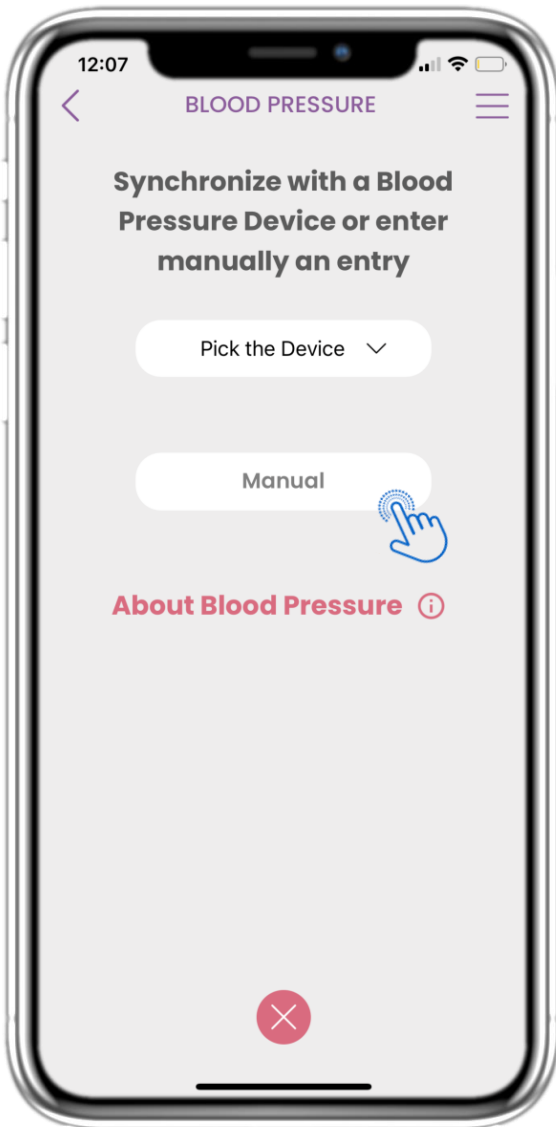 12:07
BLOOD PRESSURE
Synchronize with a Blood
Pressure Device or enter
manually an entry
Pick the Device
Manual
About Blood Pressure